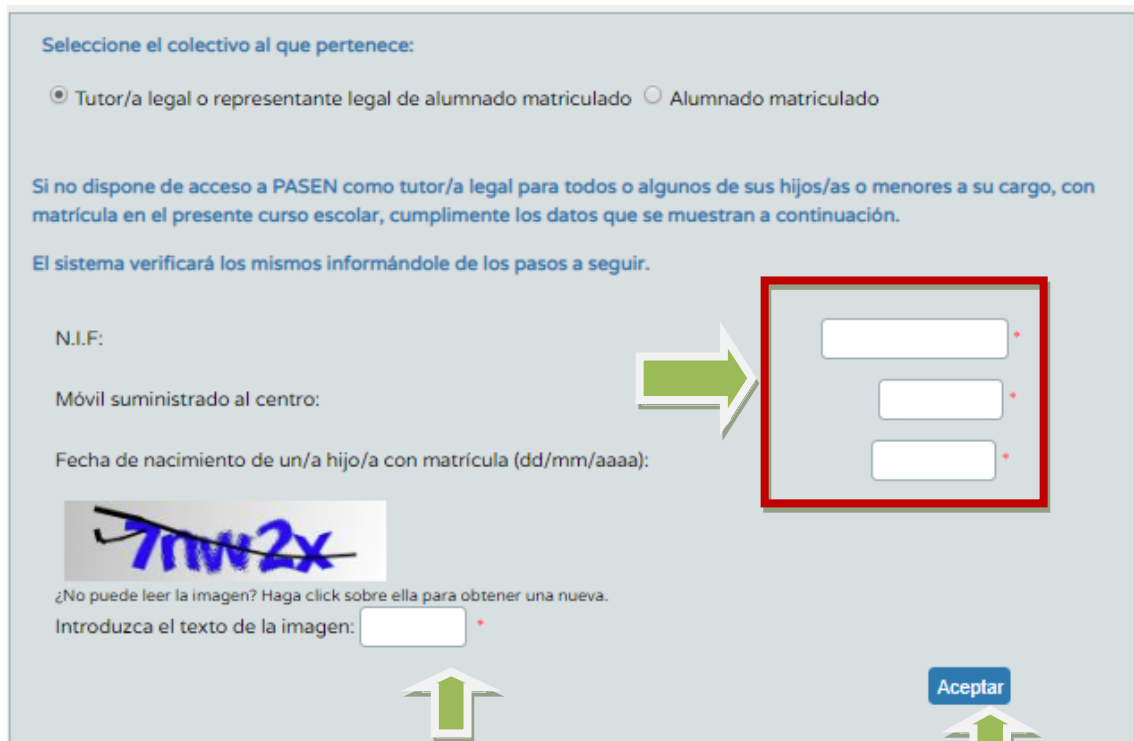 Seleccione el colectivo al que pertenece:
Tutor/a legal o representante legal de alumnado matriculado Alumnado matriculado
Si no dispone de acceso a PASEN como tutor/a legal para todos o algunos de sus hijos/as o menores a su cargo, con
matrícula en el presente curso escolar, cumplimente los datos que se muestran a continuación.
El sistema verificará los mismos informándole de los pasos a seguir.
N.I.F: *
Móvil suministrado al centro: *
Fecha de nacimiento de un/a hijo/a con matrícula (dd/mm/aaaa): *
7nw2x
¿No puede leer la imagen? Haga click sobre ella para obtener una nueva.
Introduzca el texto de la imagen: *
Aceptar